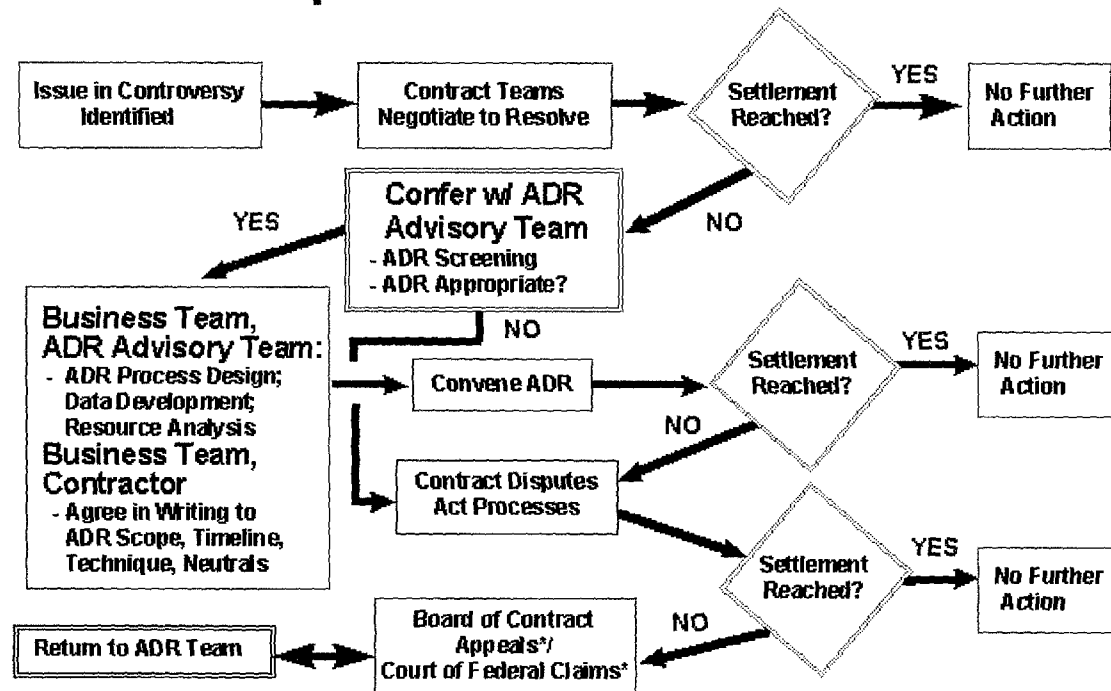 Issue in Controversy
Identified
Contract Teams
Negotiate to Resolve
Settlement
Reached?
YES
No Further
Action
NO
Confer w/ ADR
Advisory Team
- ADR Screening
- ADR Appropriate?
YES
NO
Business Team,
ADR Advisory Team:
- ADR Process Design;
Data Development;
Resource Analysis
Business Team,
Contractor
- Agree in Writing to
ADR Scope, Timeline,
Technique, Neutrals
Convene ADR
Settlement
Reached?
YES
No Further
Action
NO
Contract Disputes
Act Processes
Settlement
Reached?
YES
No Further
Action
NO
Board of Contract
Appeals*/
Court of Federal Claims*
Return to ADR Team